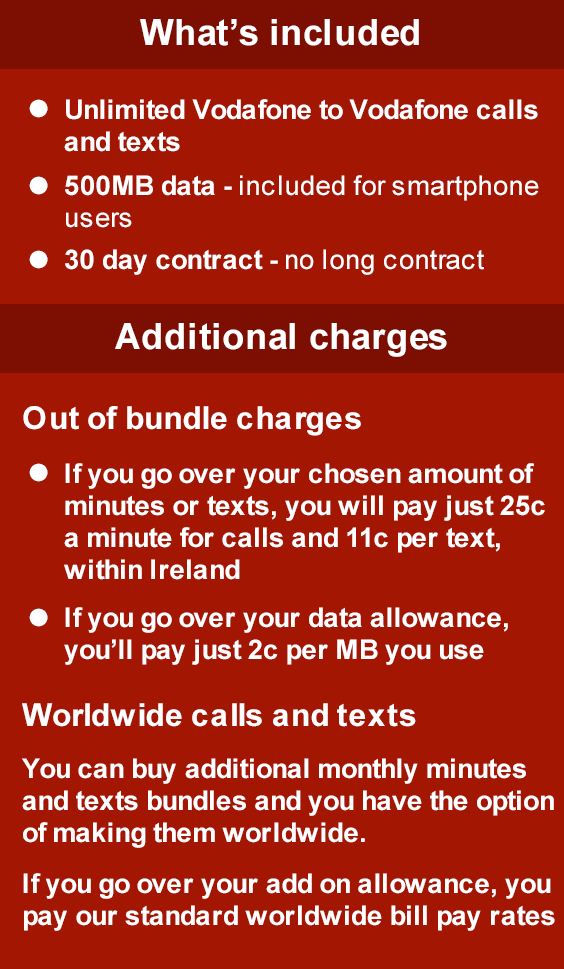 What's included
● Unlimited Vodafone to Vodafone calls
and texts
● 500MB data - included for smartphone
users
● 30 day contract - no long contract
Additional charges
Out of bundle charges
● If you go over your chosen amount of
minutes or texts, you will pay just 25c
a minute for calls and 11c per text,
within Ireland
● If you go over your data allowance,
you'll pay just 2c per MB you use
Worldwide calls and texts
You can buy additional monthly minutes
and texts bundles and you have the option
of making them worldwide.
If you go over your add on allowance, you
pay our standard worldwide bill pay rates